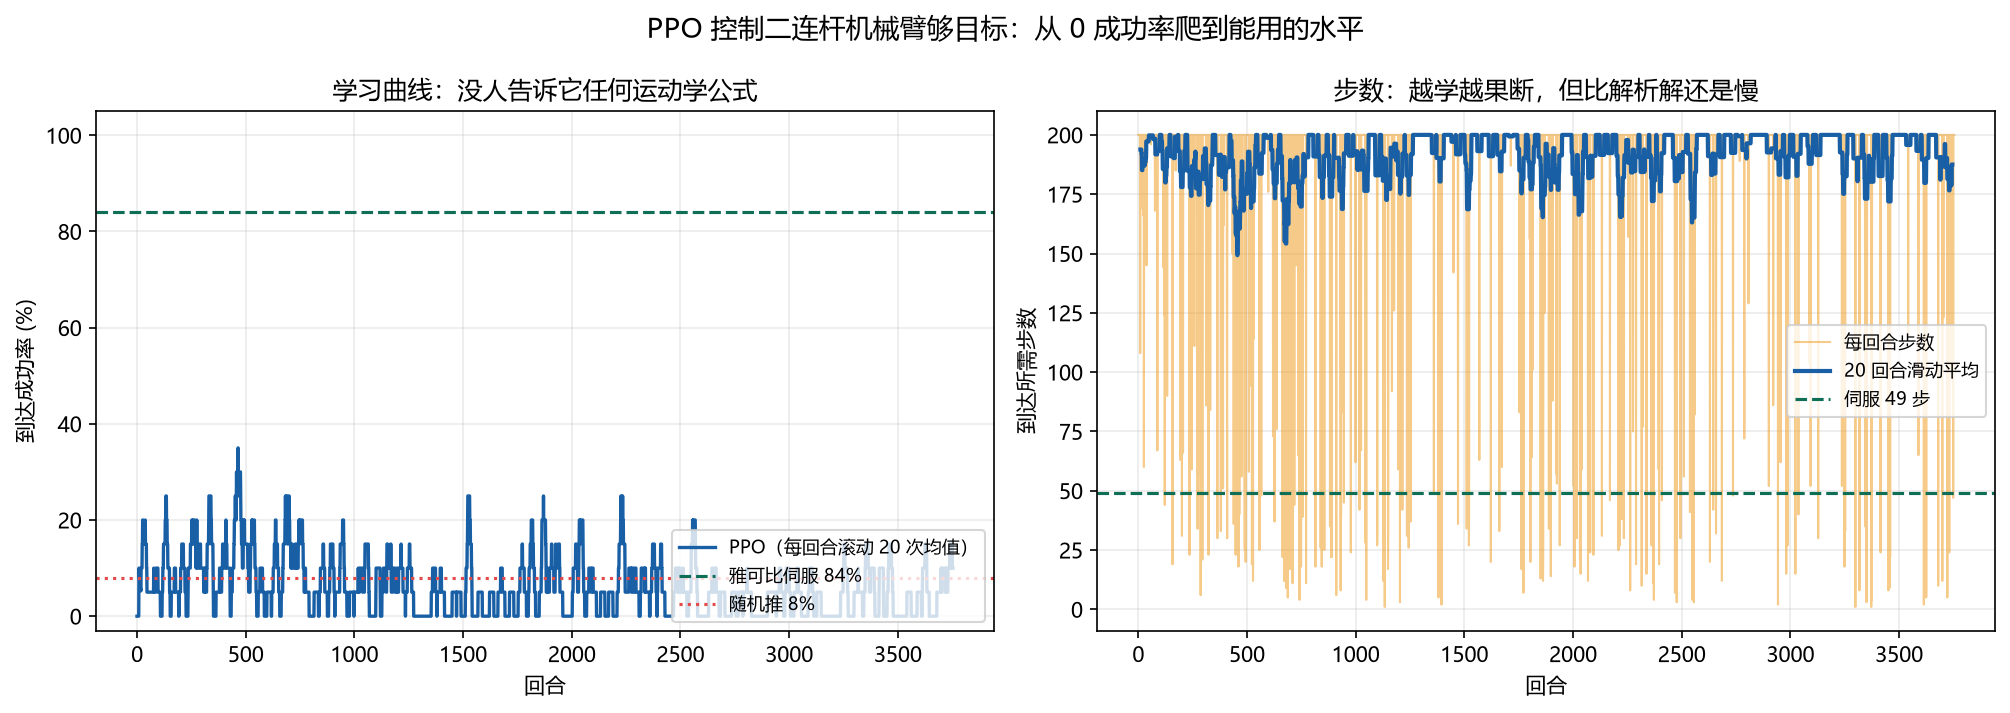 PPO 控制二连杆机械臂够目标：从 0 成功率爬到能用的水平
学习曲线：没人告诉它任何运动学公式
到达成功率 (%)
100
80
60
40
20
0
PPO（每回合滚动 20 次均值）
雅可比伺服 84%
随机推 8%
0 500 1000 1500 2000 2500 3000 3500
回合
步数：越学越果断，但比解析解还是慢
到达所需步数
200
175
150
125
100
75
50
25
0
每回合步数
20 回合滑动平均
伺服 49 步
0 500 1000 1500 2000 2500 3000 3500
回合